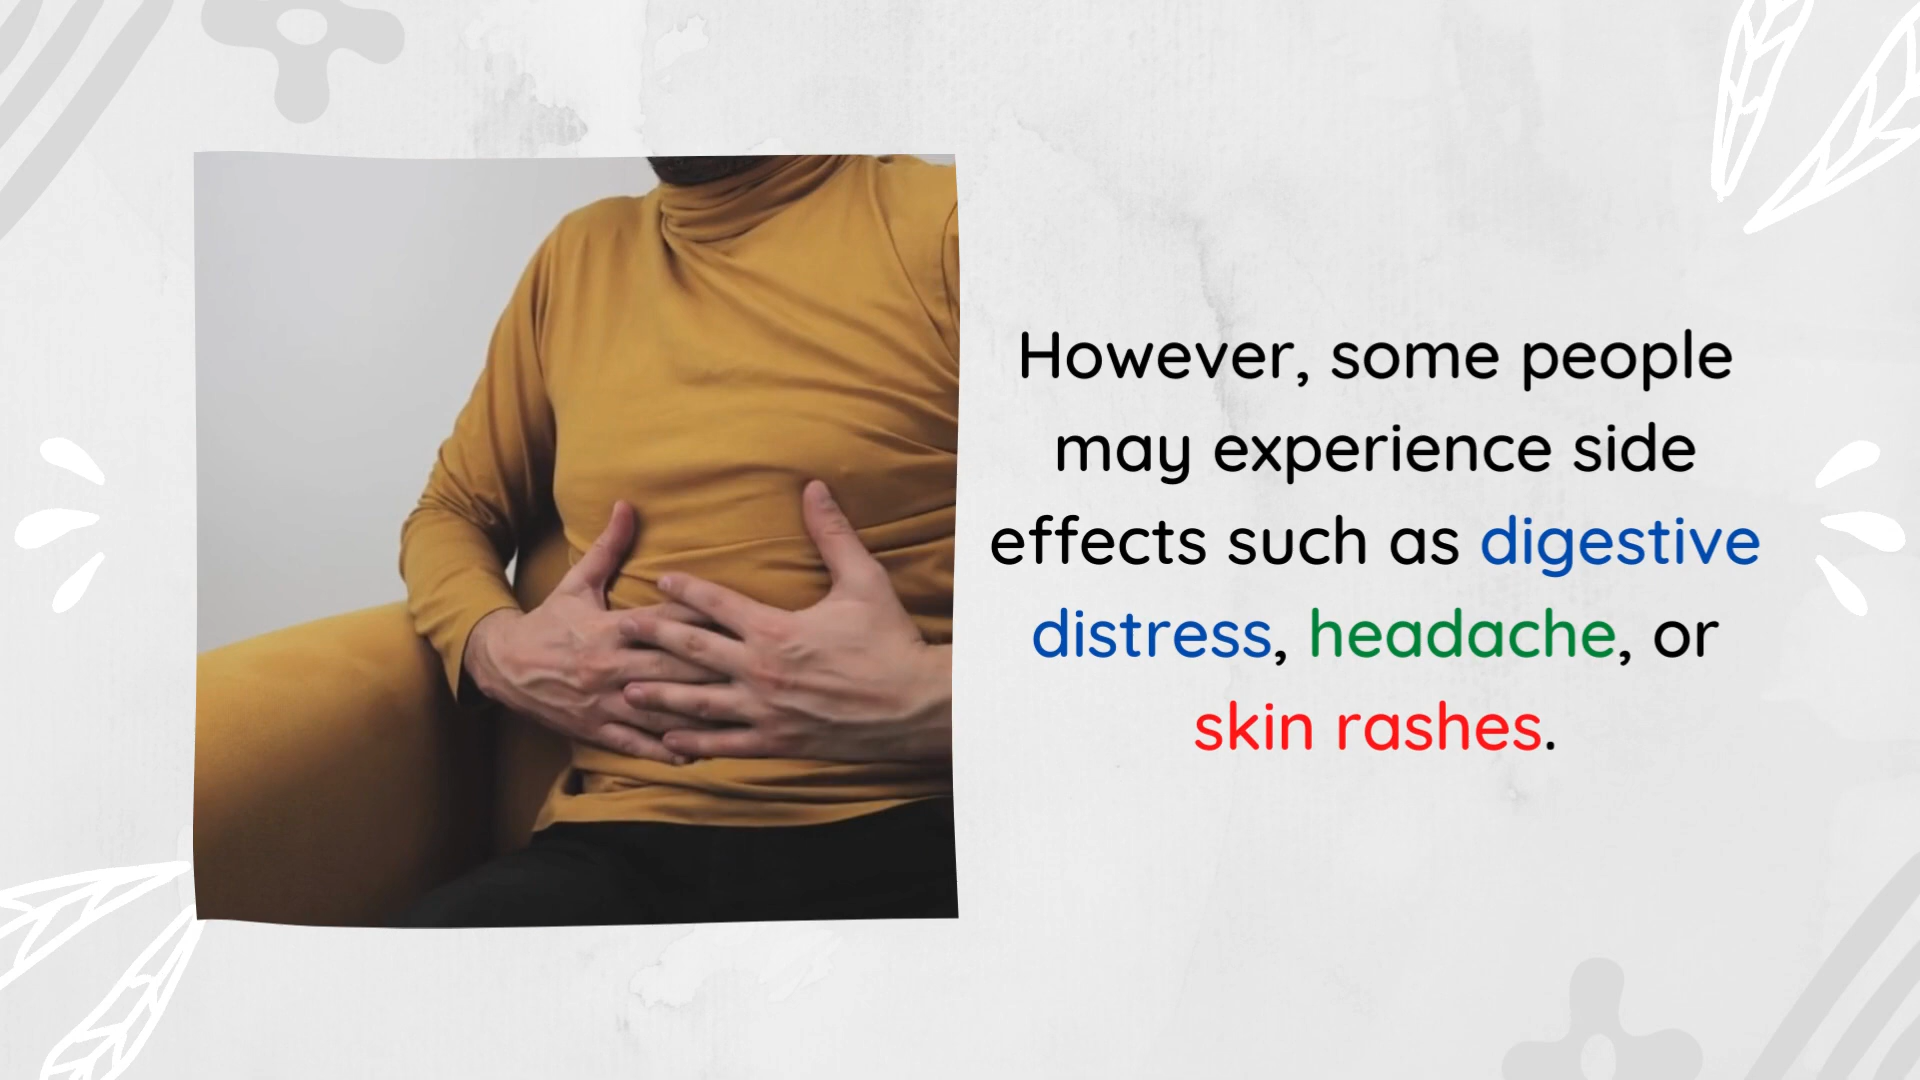 However, some people
may experience side
effects such as digestive
distress, headache, or
skin rashes.